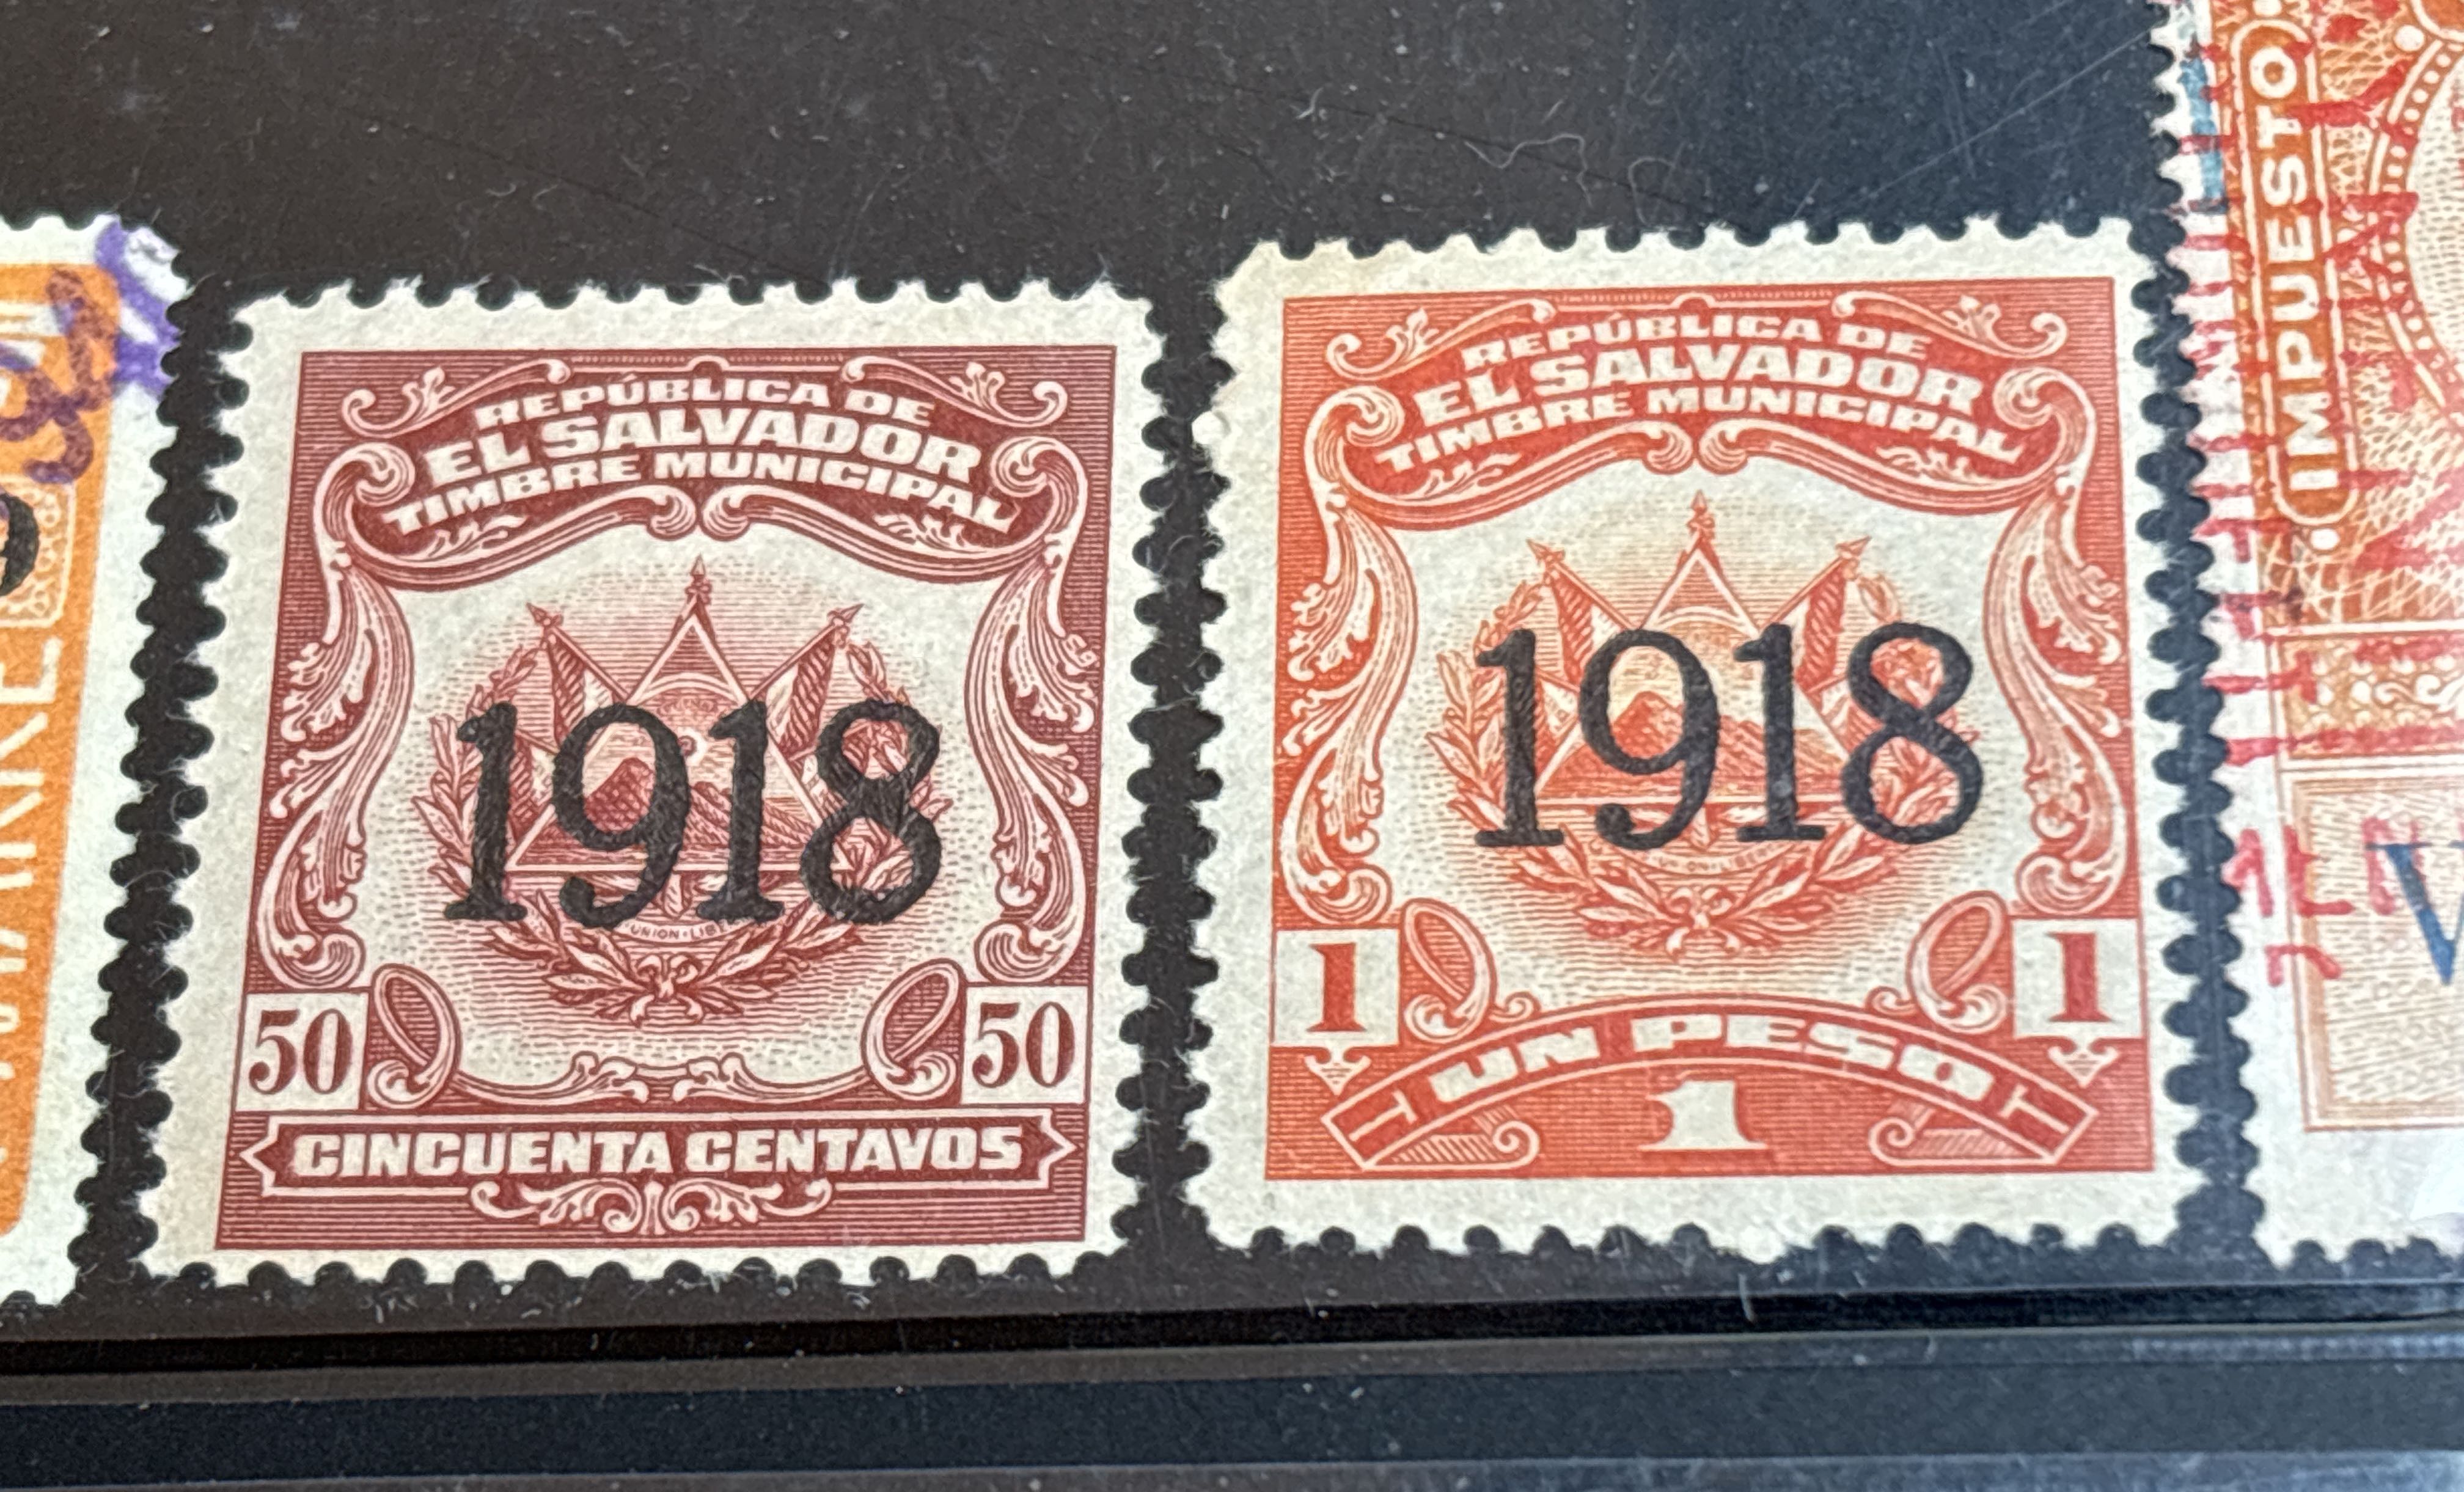 REPÚBLICA DE
EL SALVADOR
TIMBRE MUNICIPAL
1918
UNION
50
50
CINCUENTA CENTAVOS
REPÚBLICA DE
EL SALVADOR
TIMBRE MUNICIPAL
1918
1
1
UN PESO
1
IMPUESTO
V